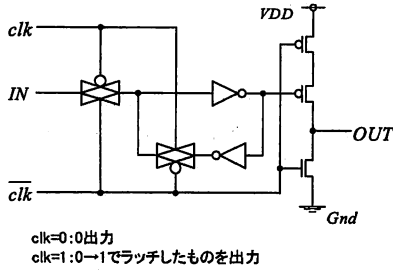 VDD
clk
IN
OUT
c̅l̅k̅
Gnd
clk=0:0出力
clk=1:0→1でラッチしたものを出力